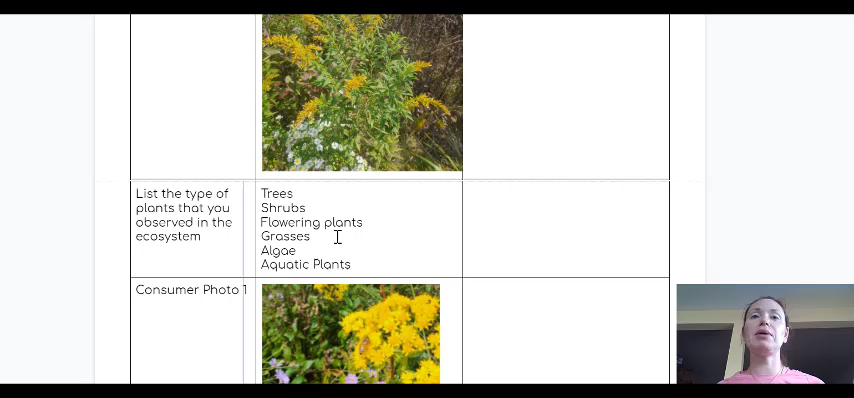 List the type of
plants that you
observed in the
ecosystem
Trees
Shrubs
Flowering plants
Grasses
Algae
Aquatic Plants
Consumer Photo 1